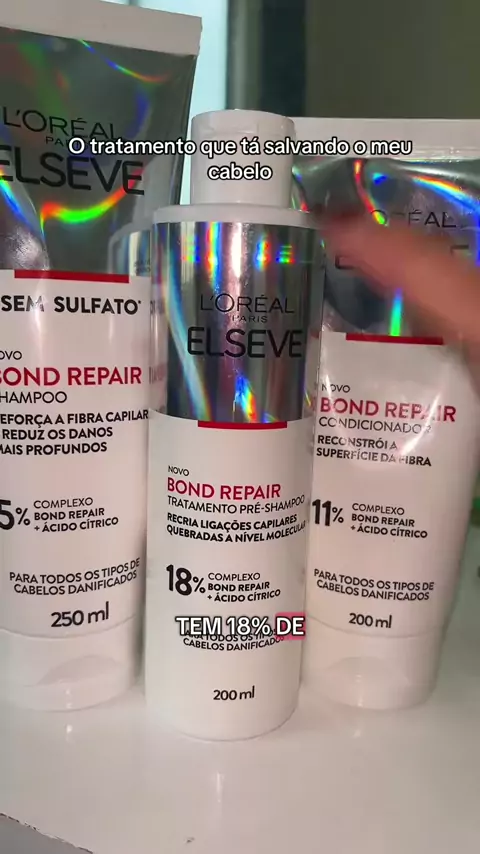 O tratamento que tá salvando o meu
cabelo
L'ORÉAL
PARIS
ELSEVE
SEM SULFATO*
OVO
BOND REPAIR
HAMPOO
EFORÇA A FIBRA CAPILAR
REDUZ OS DANOS
MAIS PROFUNDOS
5% COMPLEXO
BOND REPAIR
+ ÁCIDO CÍTRICO
PARA TODOS OS TIPOS DE
CABELOS DANIFICADOS
250 ml
L'ORÉAL
PARIS
ELSEVE
NOVO
BOND REPAIR
TRATAMENTO PRÉ-SHAMPOO
RECRIA LIGAÇÕES CAPILARES
QUEBRADAS A NÍVEL MOLECULAR
18% COMPLEXO
BOND REPAIR
+ ÁCIDO CÍTRICO
TEM 18% DE
CABELOS DANIFICADOS
200 ml
L'ORÉAL
NOVO
BOND REPAIR
CONDICIONADOR
RECONSTRÓI A
SUPERFÍCIE DA FIBRA
11% COMPLEXO
BOND REPAIR
+ ÁCIDO CÍTRICO
PARA TODOS OS TIPOS DE
CABELOS DANIFICADOS
200 ml